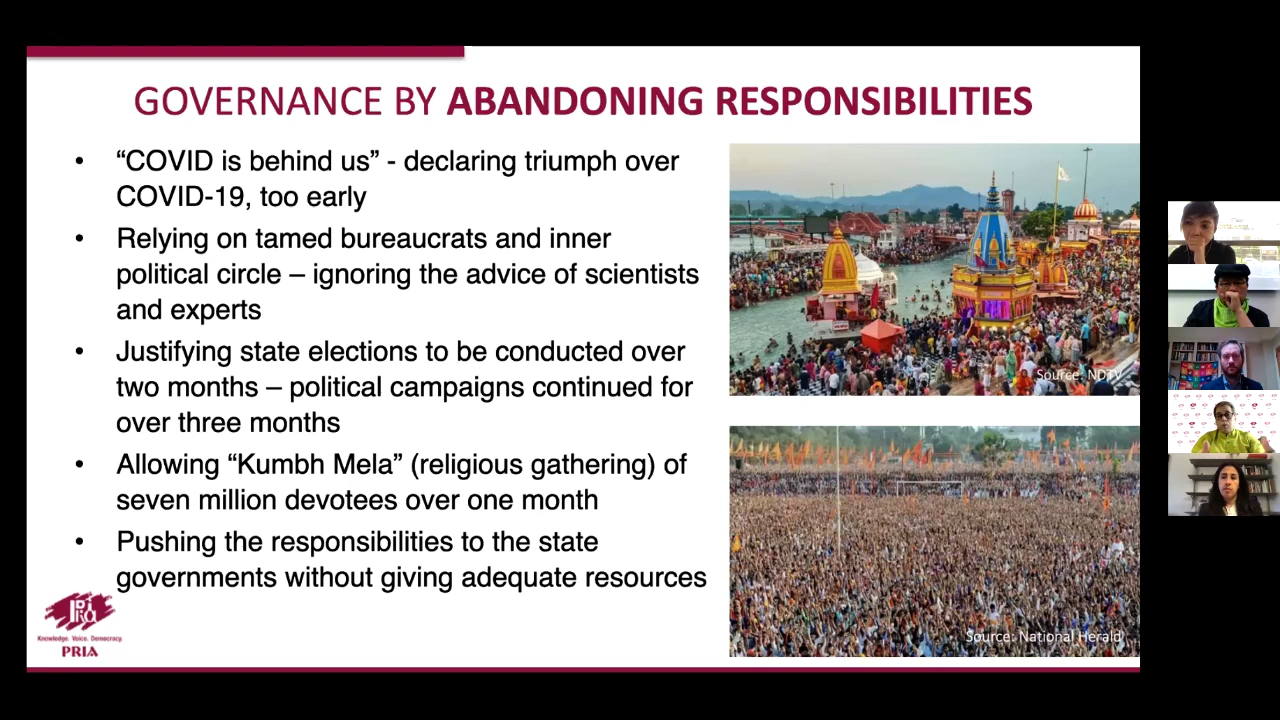 GOVERNANCE BY ABANDONING RESPONSIBILITIES
• “COVID is behind us” - declaring triumph over
COVID-19, too early
• Relying on tamed bureaucrats and inner
political circle – ignoring the advice of scientists
and experts
• Justifying state elections to be conducted over
two months – political campaigns continued for
over three months
• Allowing “Kumbh Mela” (religious gathering) of
seven million devotees over one month
• Pushing the responsibilities to the state
governments without giving adequate resources
Source: NDTV
Source: National Herald
Knowledge. Voice. Democracy.
PRIA